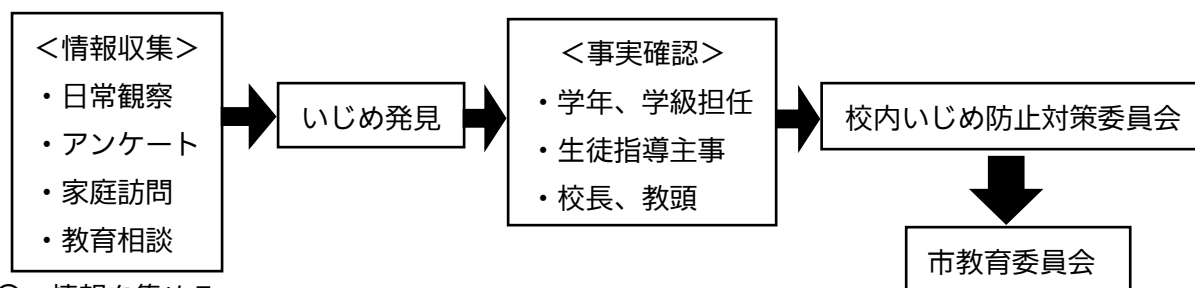 ＜情報収集＞
・日常観察
・アンケート
・家庭訪問
・教育相談
いじめ発見
＜事実確認＞
・学年、学級担任
・生徒指導主事
・校長、教頭
校内いじめ防止対策委員会
市教育委員会